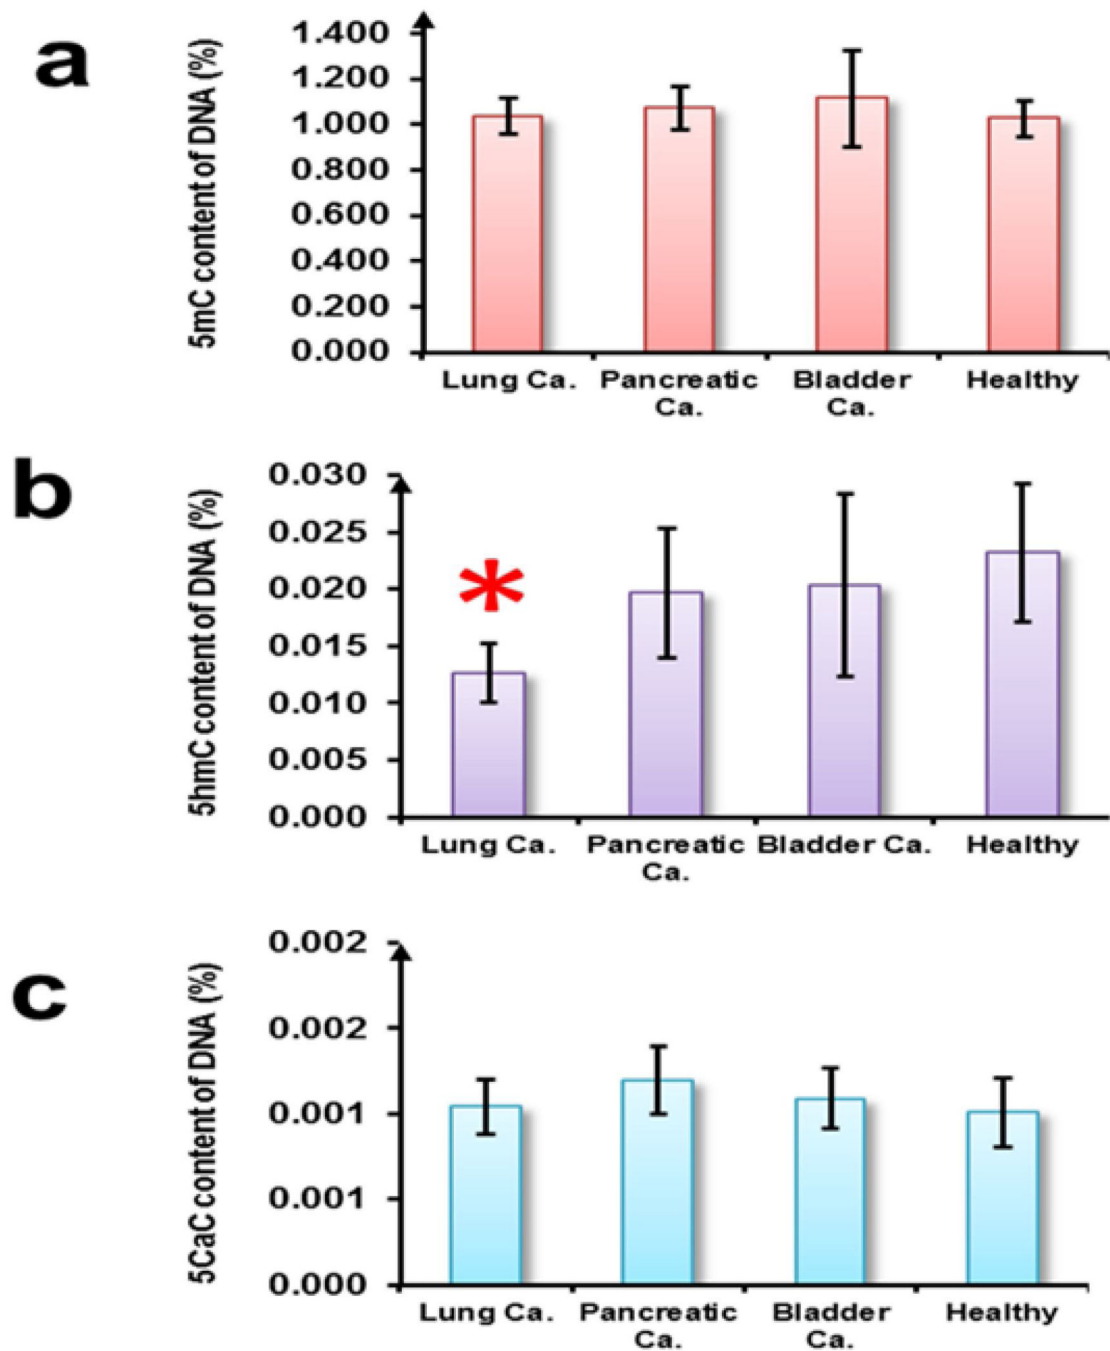 a
5mC content of DNA (%)
1.400
1.200
1.000
0.800
0.600
0.400
0.200
0.000
Lung Ca.
Pancreatic
Ca.
Bladder
Ca.
Healthy
b
5hmC content of DNA (%)
0.030
0.025
0.020
*
0.015
0.010
0.005
0.000
Lung Ca.
Pancreatic
Ca.
Bladder Ca.
Healthy
c
5CaC content of DNA (%)
0.002
0.002
0.001
0.001
0.000
Lung Ca.
Pancreatic
Ca.
Bladder
Ca.
Healthy